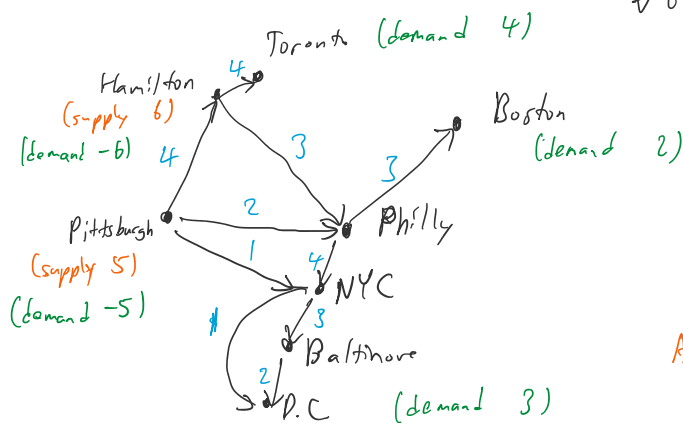 Toronto (demand 4)
4
Hamilton
(supply 6)
(demand -6)
4
3
Boston
(demand 2)
3
2
Pittsburgh
(supply 5)
(demand -5)
1
Philly
4
NYC
1
3
Baltimore
2
D.C
(demand 3)